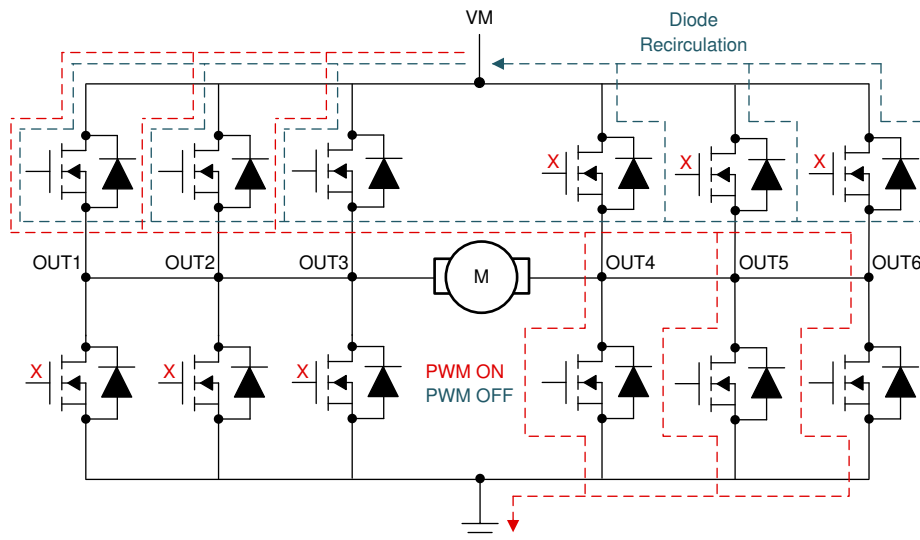 VM
Diode
Recirculation
X
X
X
OUT1
OUT2
OUT3
M
OUT4
OUT5
OUT6
X
X
X
PWM ON
PWM OFF